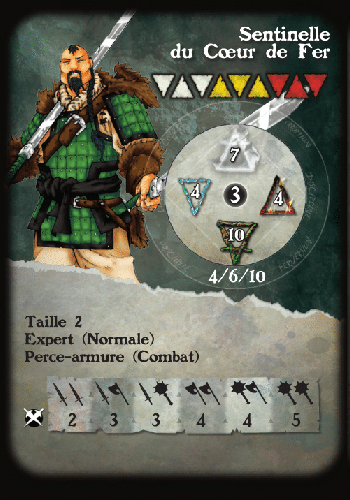 Sentinelle
du Cœur de Fer
7
4
3
4
10
4/6/10
Taille 2
Expert (Normale)
Perce-armure (Combat)
2 3 3 4 4 5